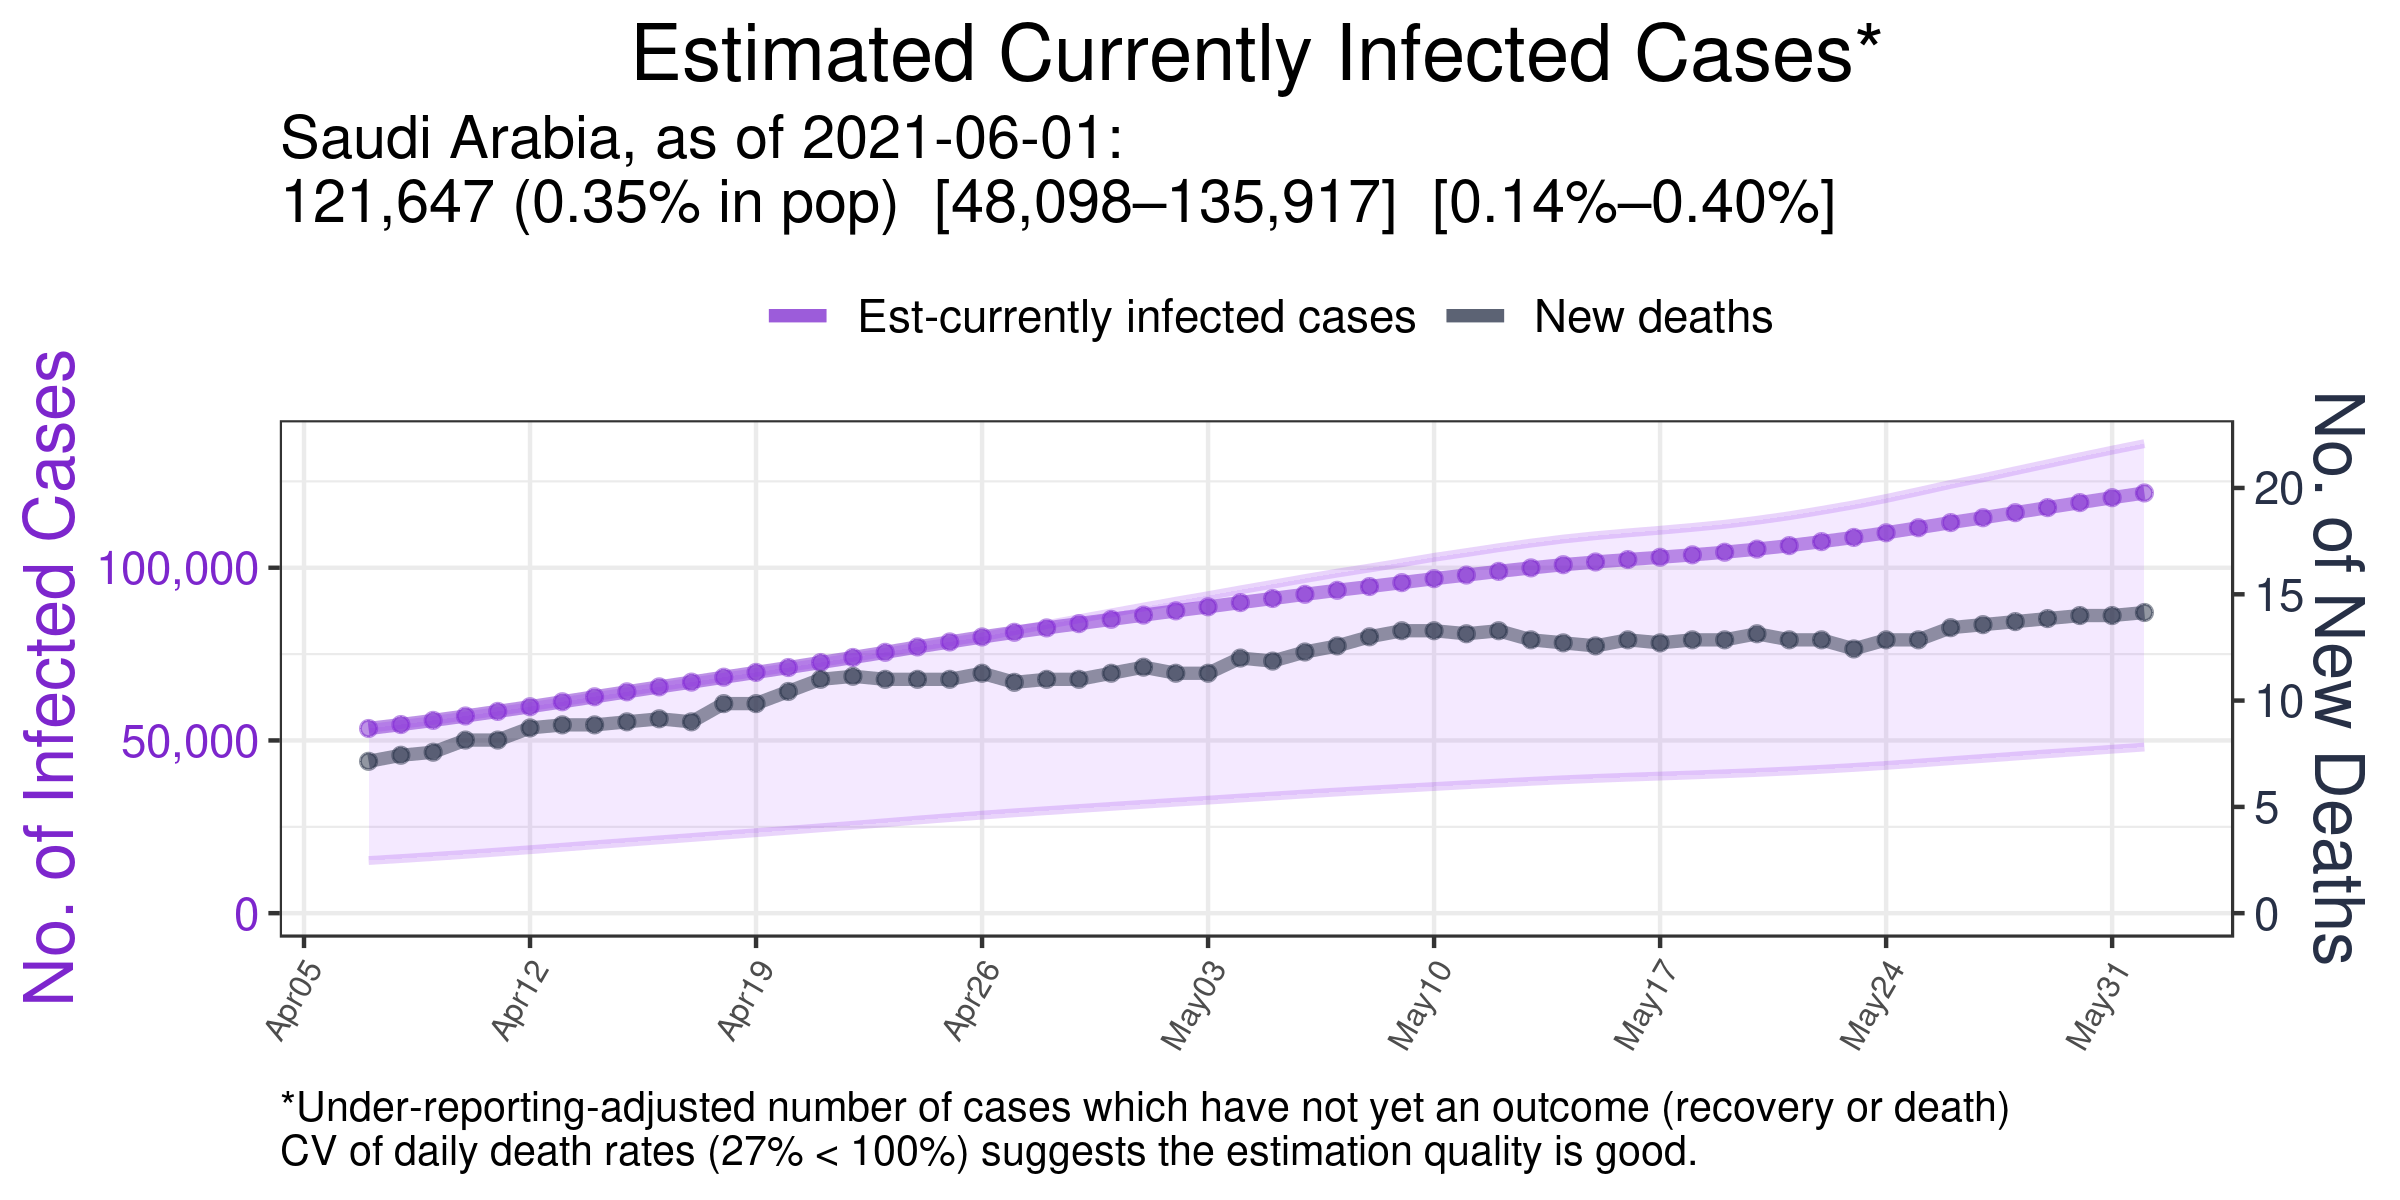 Estimated Currently Infected Cases*
Saudi Arabia, as of 2021-06-01:
121,647 (0.35% in pop)  [48,098–135,917]  [0.14%–0.40%]
Est-currently infected cases
New deaths
No. of Infected Cases
100,000
50,000
0
20
15
10
5
0
No. of New Deaths
Apr05
Apr12
Apr19
Apr26
May03
May10
May17
May24
May31
*Under-reporting-adjusted number of cases which have not yet an outcome (recovery or death)
CV of daily death rates (27% < 100%) suggests the estimation quality is good.